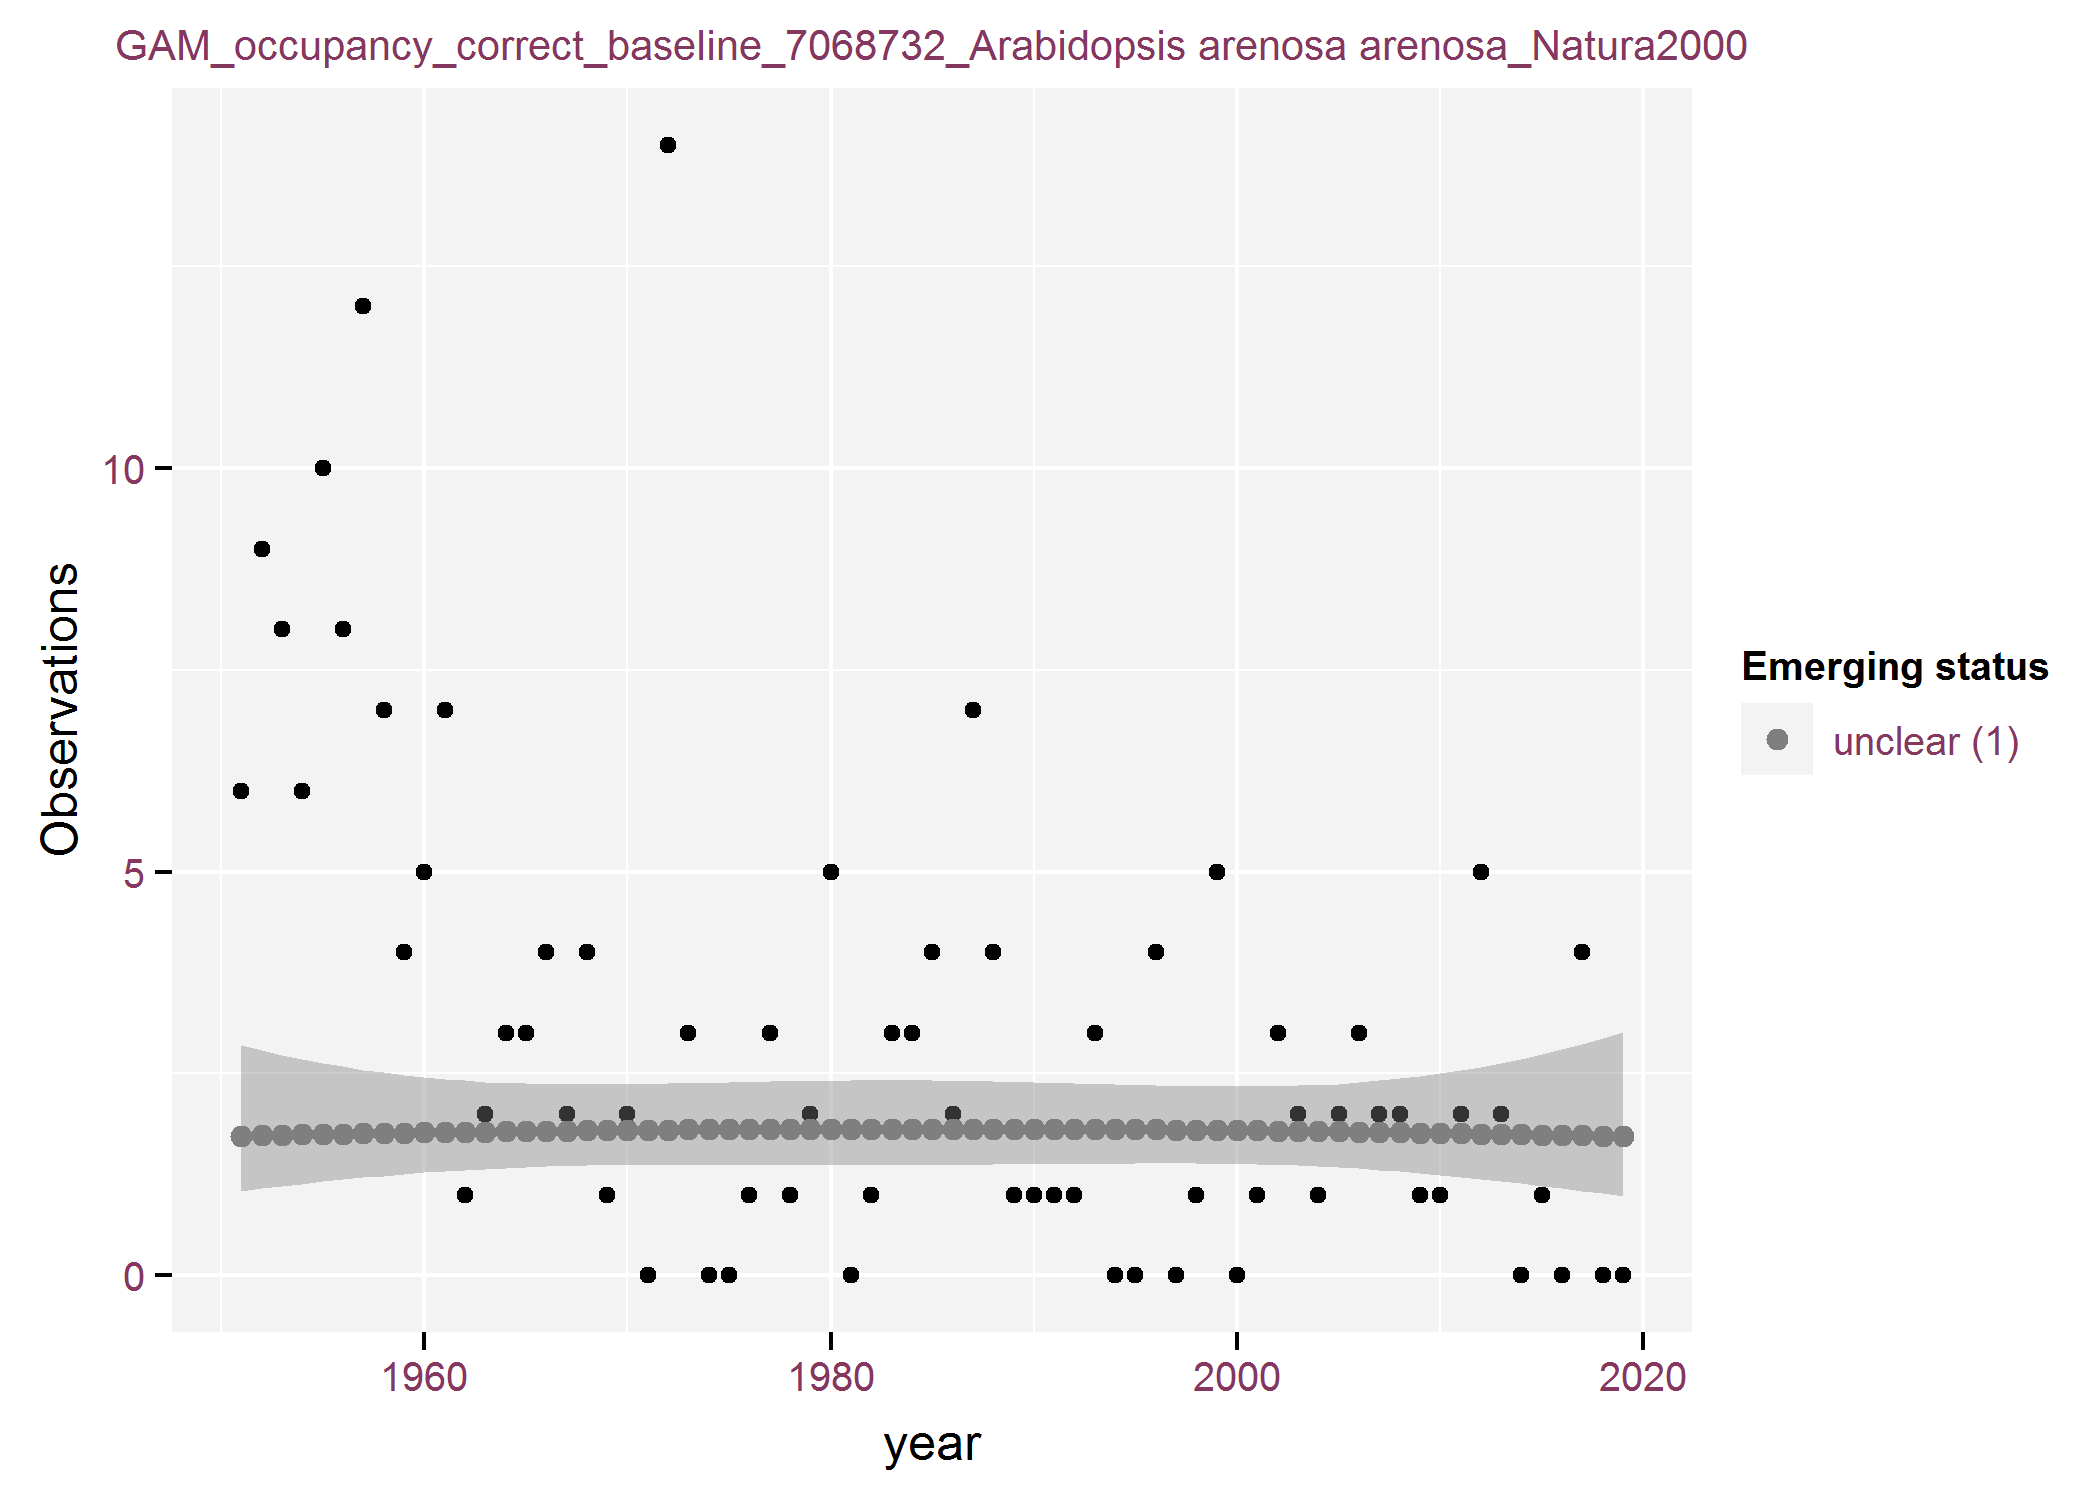 GAM_occupancy_correct_baseline_7068732_Arabidopsis arenosa arenosa_Natura2000
Observations
10
5
0
1960
1980
2000
2020
year
Emerging status
unclear (1)